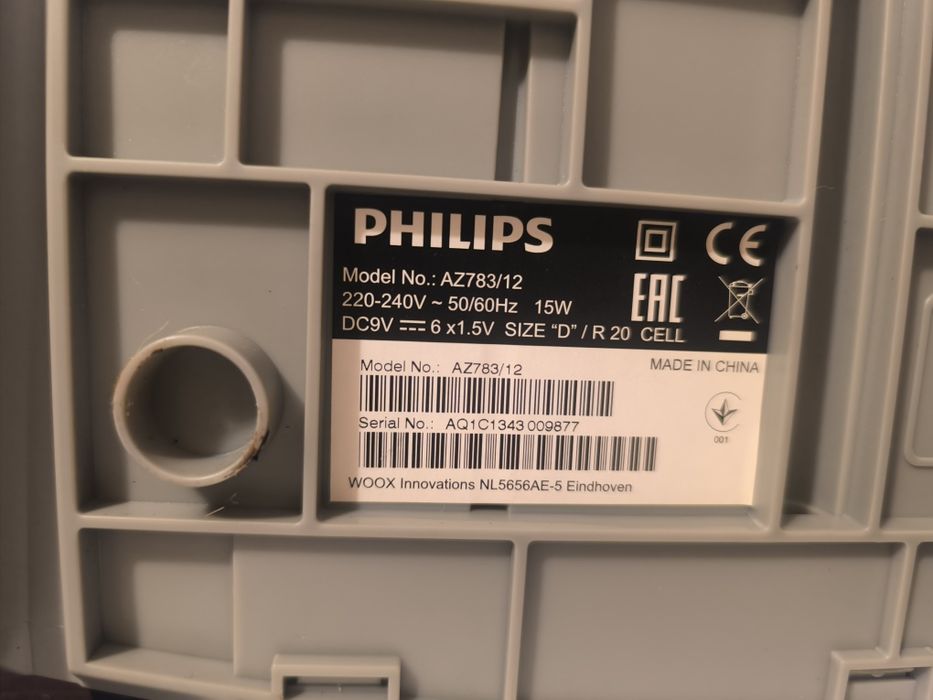 PHILIPS
CE
Model No.: AZ783/12
EAC
220-240V ~ 50/60Hz 15W
DC9V ⎓ 6 x1.5V SIZE “D” / R 20 CELL
Model No.: AZ783/12
MADE IN CHINA
Serial No.: AQ1C1343 009877
001
WOOX Innovations NL5656AE-5 Eindhoven